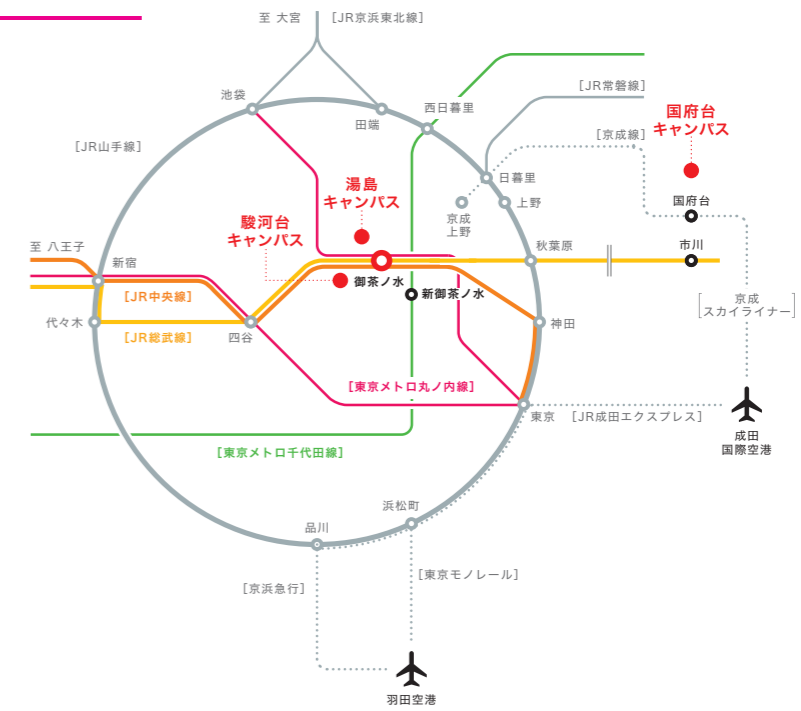 至 大宮
[JR京浜東北線]
池袋
田端
西日暮里
[JR常磐線]
国府台
キャンパス
[京成線]
[JR山手線]
日暮里
湯島
キャンパス
上野
京成
上野
国府台
駿河台
キャンパス
至 八王子
新宿
秋葉原
市川
御茶ノ水
新御茶ノ水
[JR中央線]
代々木
[JR総武線]
四谷
神田
[京成
スカイライナー]
[東京メトロ丸ノ内線]
東京
[JR成田エクスプレス]
成田
国際空港
[東京メトロ千代田線]
浜松町
品川
[京浜急行]
[東京モノレール]
羽田空港